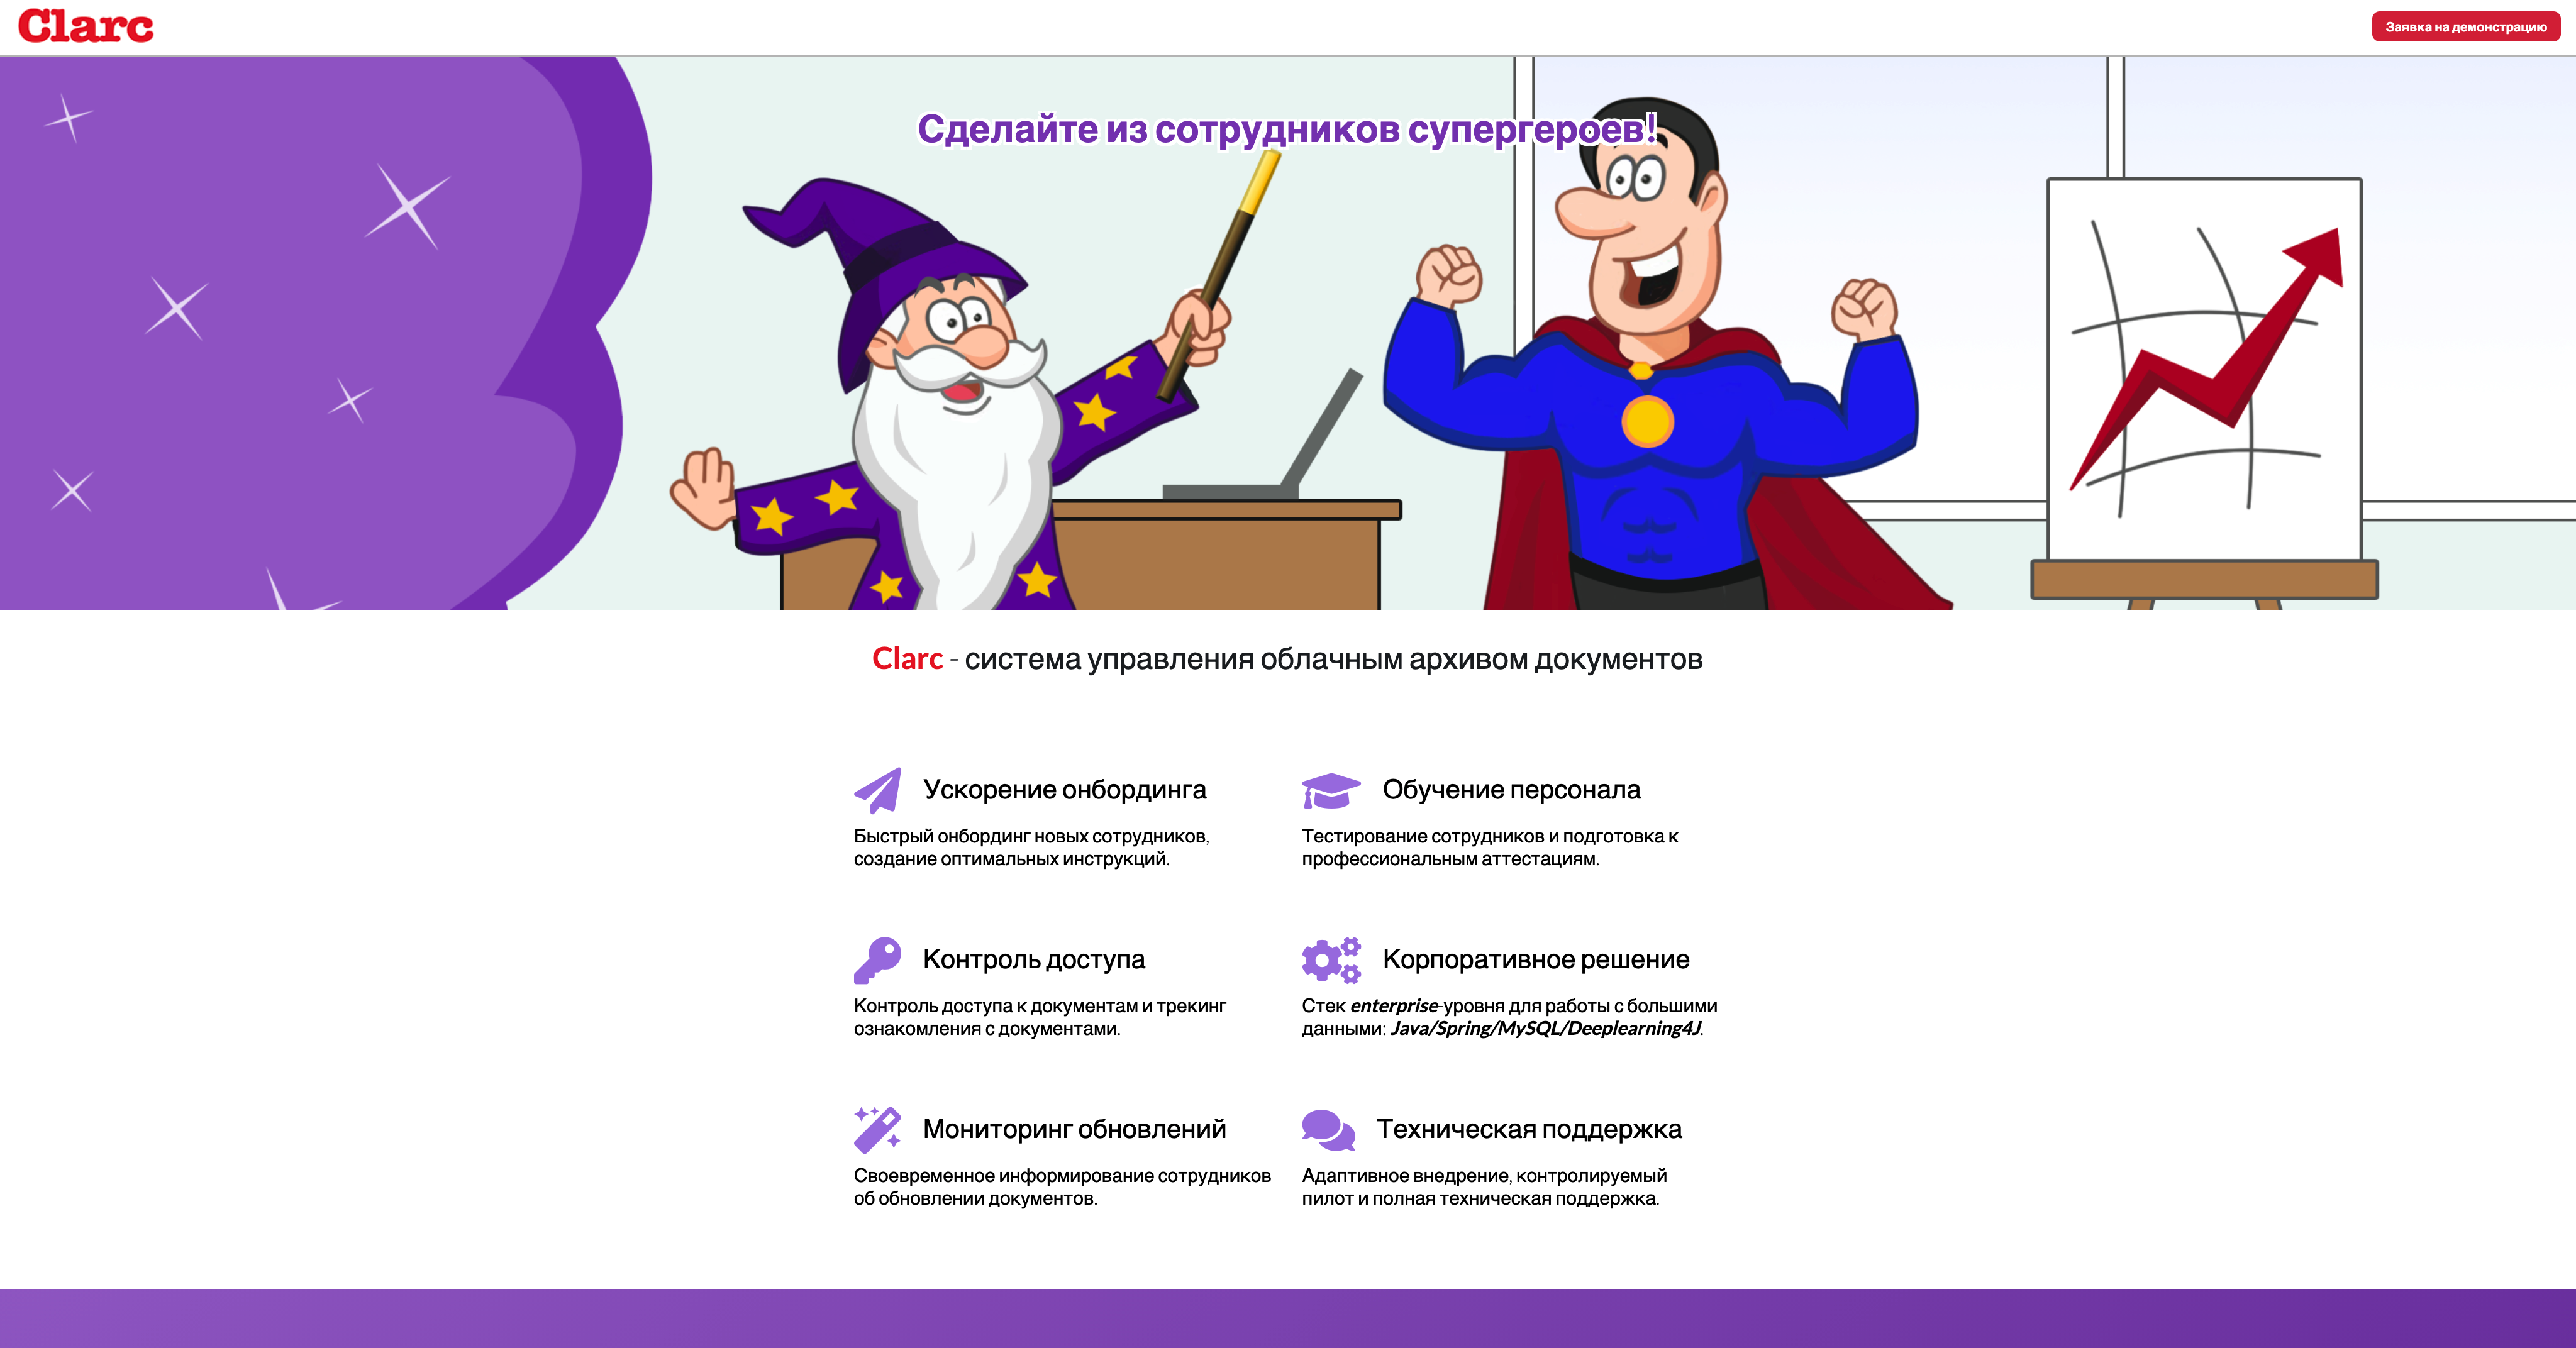 Clarc
Заявка на демонстрацию
Сделайте из сотрудников супергероев!
Clarc - система управления облачным архивом документов
Ускорение онбординга
Быстрый онбординг новых сотрудников,
создание оптимальных инструкций.
Обучение персонала
Тестирование сотрудников и подготовка к
профессиональным аттестациям.
Контроль доступа
Контроль доступа к документам и трекинг
ознакомления с документами.
Корпоративное решение
Стек enterprise-уровня для работы с большими
данными: Java/Spring/MySQL/Deeplearning4J.
Мониторинг обновлений
Своевременное информирование сотрудников
об обновлении документов.
Техническая поддержка
Адаптивное внедрение, контролируемый
пилот и полная техническая поддержка.